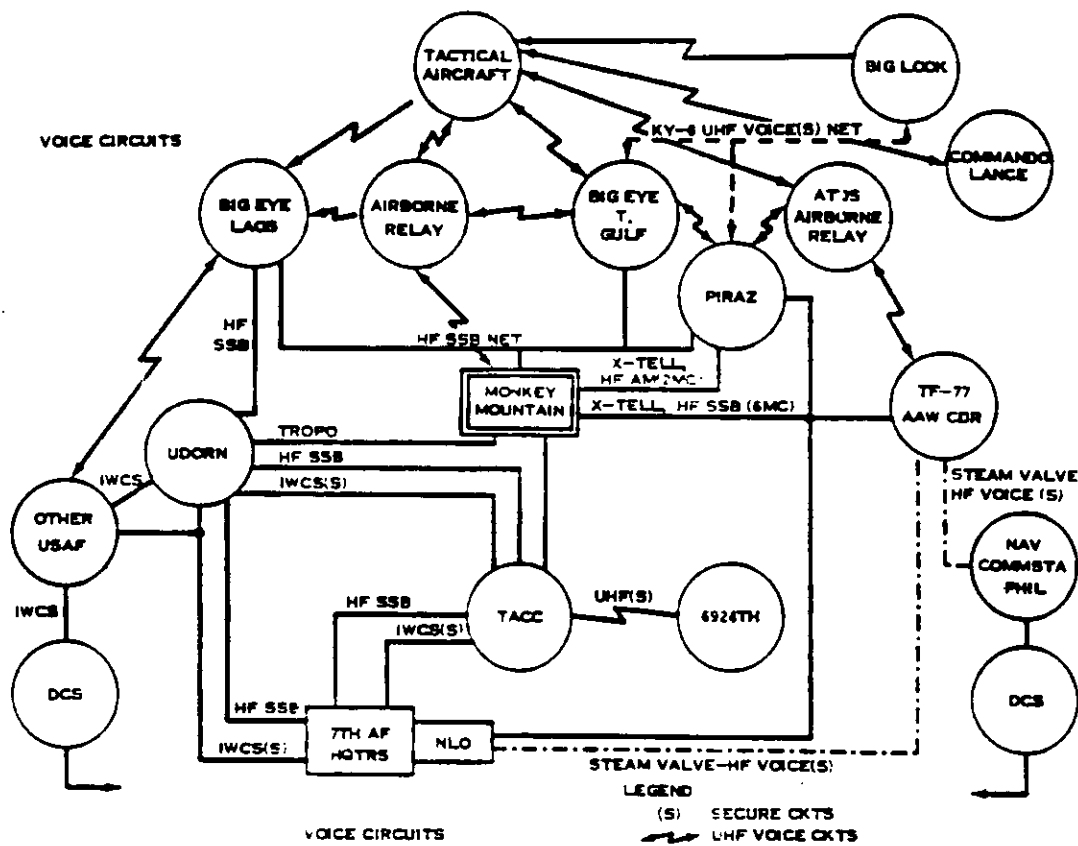 TACTICAL
AIRCRAFT
BIG LOOK
VOICE CIRCUITS
KY-8 UHF VOICE(S) NET
COMMANDO
LANCE
BIG EYE
LAOS
AIRBORNE
RELAY
BIG EYE
T.
GULF
AIRBORNE
RELAY
PIRAZ
HF
SSB
HF SSB NET
X-TELL
HF AM(2MC)
MONKEY
MOUNTAIN
X-TELL, HF SSB (6MC)
TF-77
AAW CDR
TROPO
UDORN
HF SSB
IWCS
IWCS(S)
STEAM VALVE
HF VOICE (S)
OTHER
USAF
NAV
COMMSTA
PHIL
IWCS
HF SSB
TACC
UHF(S)
6924TH
IWCS(S)
DCS
DCS
HF SSB
7TH AF
HQTRS
NLO
IWCS(S)
STEAM VALVE-HF VOICE(S)
LEGEND
(S) SECURE CKTS
VOICE CIRCUITS
UHF VOICE CKTS